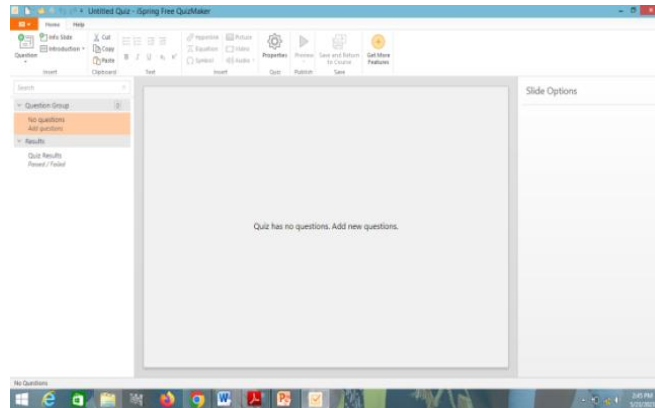 Untitled Quiz - iSpring Free QuizMaker
Home Help
Question
Info Slide
Introduction
Cut
Copy
Paste
B I U
Hyperlink
Picture
Equation
Video
Symbol
Audio
Properties
Preview
Save and Return
to Course
Get More
Features
Insert
Clipboard
Text
Insert
Quiz
Publish
Save
Search
Question Group
No questions
Add questions
Results
Quiz Results
Passed / Failed
Quiz has no questions. Add new questions.
Slide Options
No Questions
2:45 PM